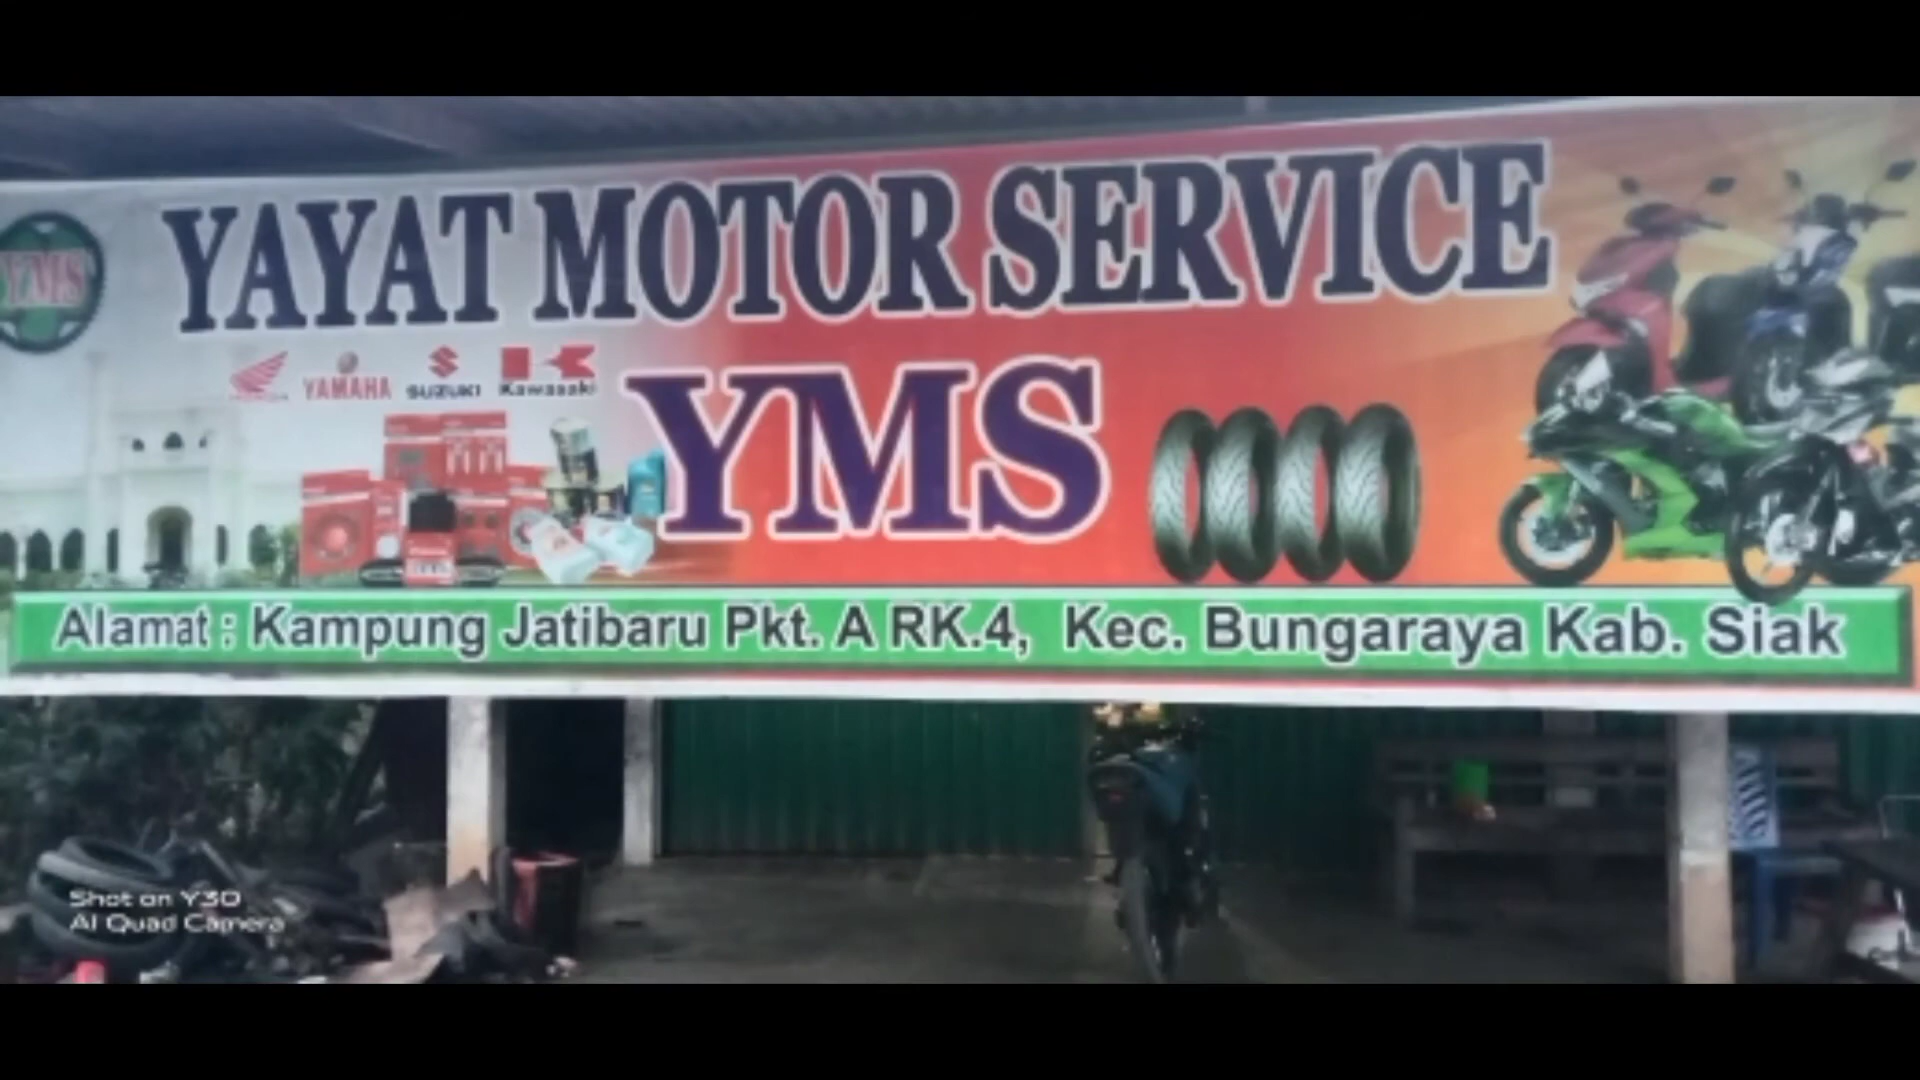 YAYAT MOTOR SERVICE
YMS
YAMAHA
SUZUKI
Kawasaki
YMS
Alamat : Kampung Jatibaru Pkt. A RK.4, Kec. Bungaraya Kab. Siak
Shot on Y30
AI Quad Camera